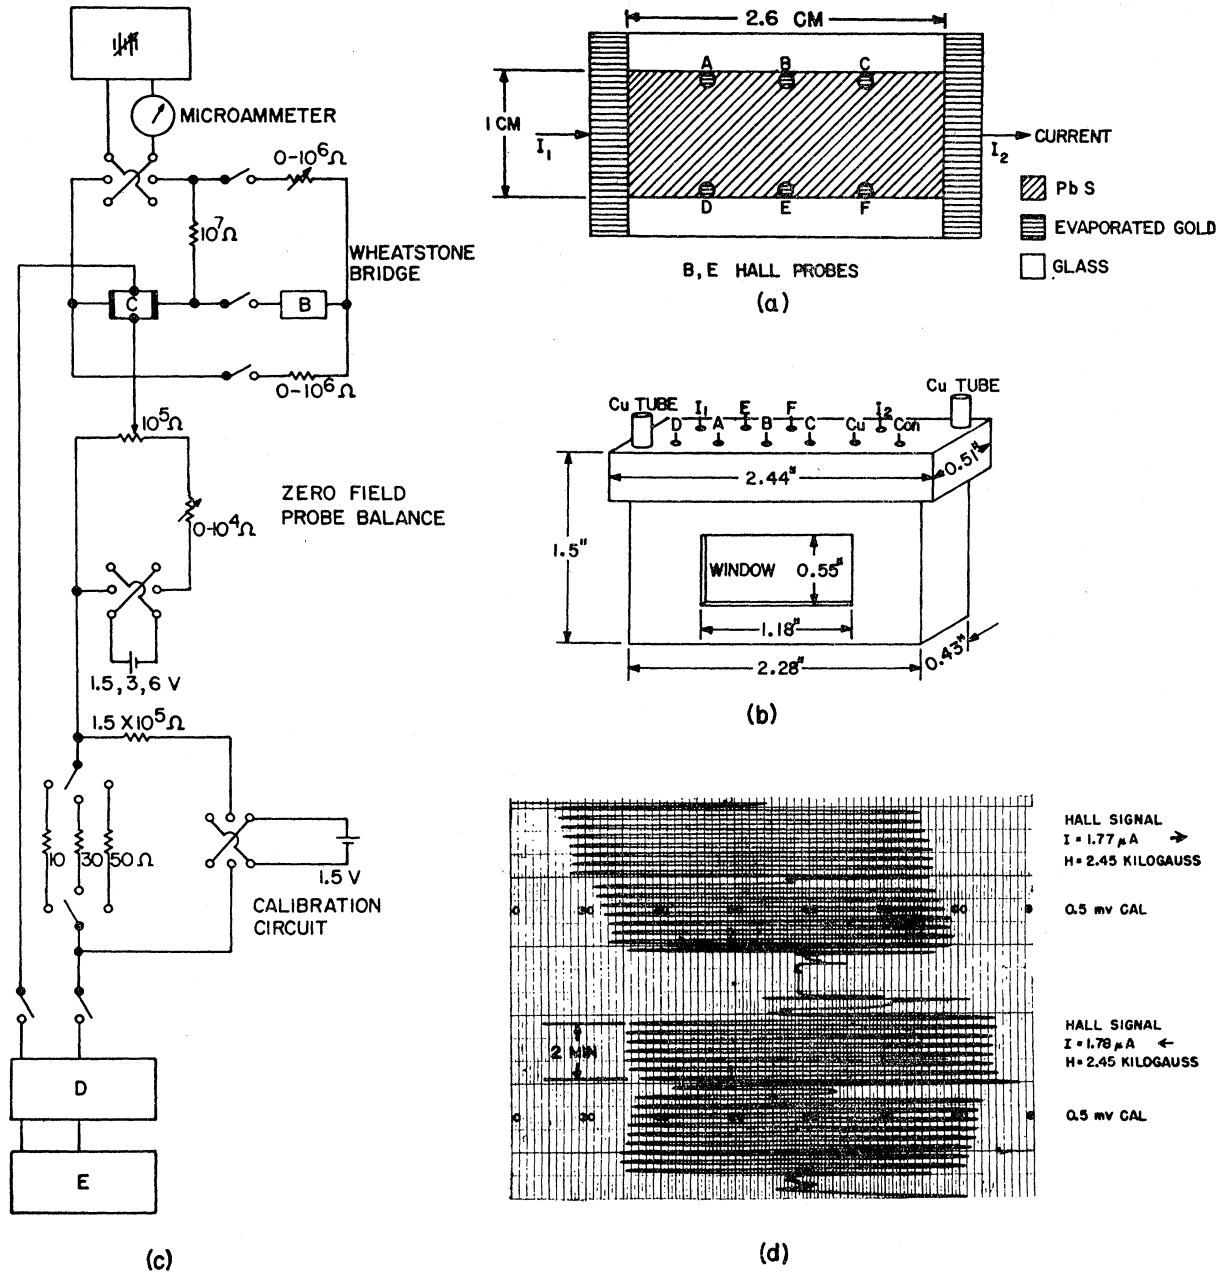 MICROAMMETER
0-10⁶Ω
10⁷Ω
WHEATSTONE
BRIDGE
C
B
0-10⁶Ω
10⁵Ω
ZERO FIELD
PROBE BALANCE
0-10⁴Ω
1.5, 3, 6 V
1.5 X 10⁵Ω
10
30
50Ω
1.5 V
CALIBRATION
CIRCUIT
D
E
(c)
2.6 CM
A
B
C
1 CM
I₁
I₂
CURRENT
D
E
F
Pb S
EVAPORATED GOLD
GLASS
B, E HALL PROBES
(a)
Cu TUBE
Cu TUBE
D I₁ A E B F C Cu I₂ Con
2.44"
0.51"
1.5"
WINDOW 0.55"
1.18"
2.28"
0.43"
(b)
HALL SIGNAL
I = 1.77 μA →
H = 2.45 KILOGAUSS
0.5 mv CAL
HALL SIGNAL
I = 1.78 μA ←
H = 2.45 KILOGAUSS
2 MIN
0.5 mv CAL
(d)